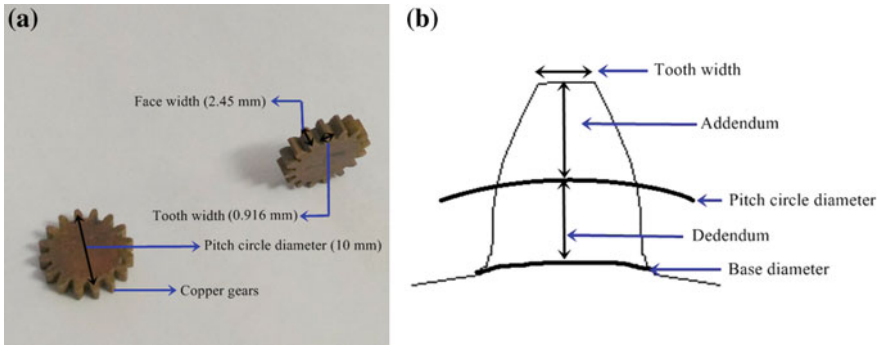 (a)
Face width (2.45 mm)
Tooth width (0.916 mm)
Pitch circle diameter (10 mm)
Copper gears
(b)
Tooth width
Addendum
Pitch circle diameter
Dedendum
Base diameter